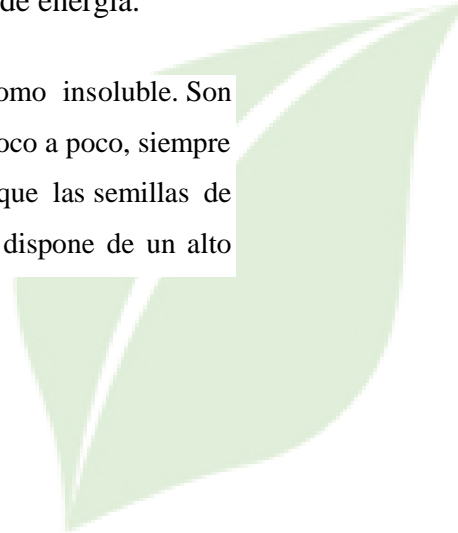 de energía.
omo insoluble. Son
oco a poco, siempre
que las semillas de
dispone de un alto